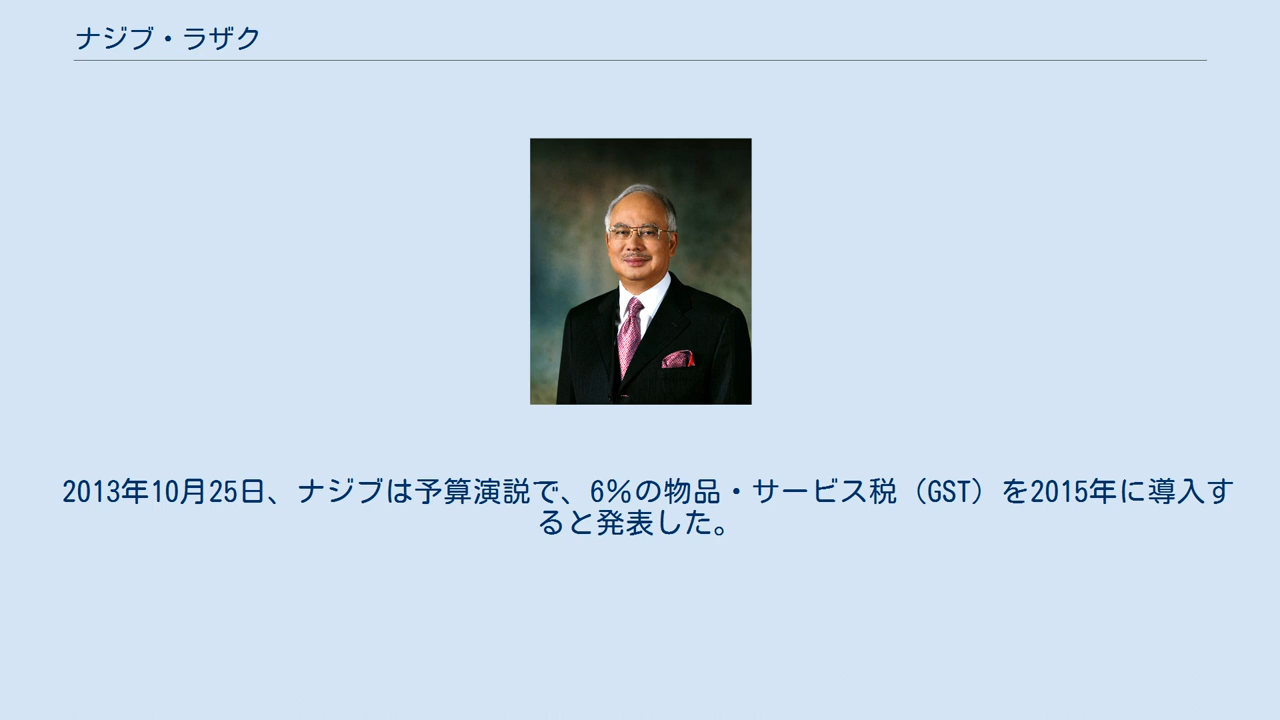 ナジブ・ラザク
2013年10月25日、ナジブは予算演説で、6％の物品・サービス税（GST）を2015年に導入す
ると発表した。